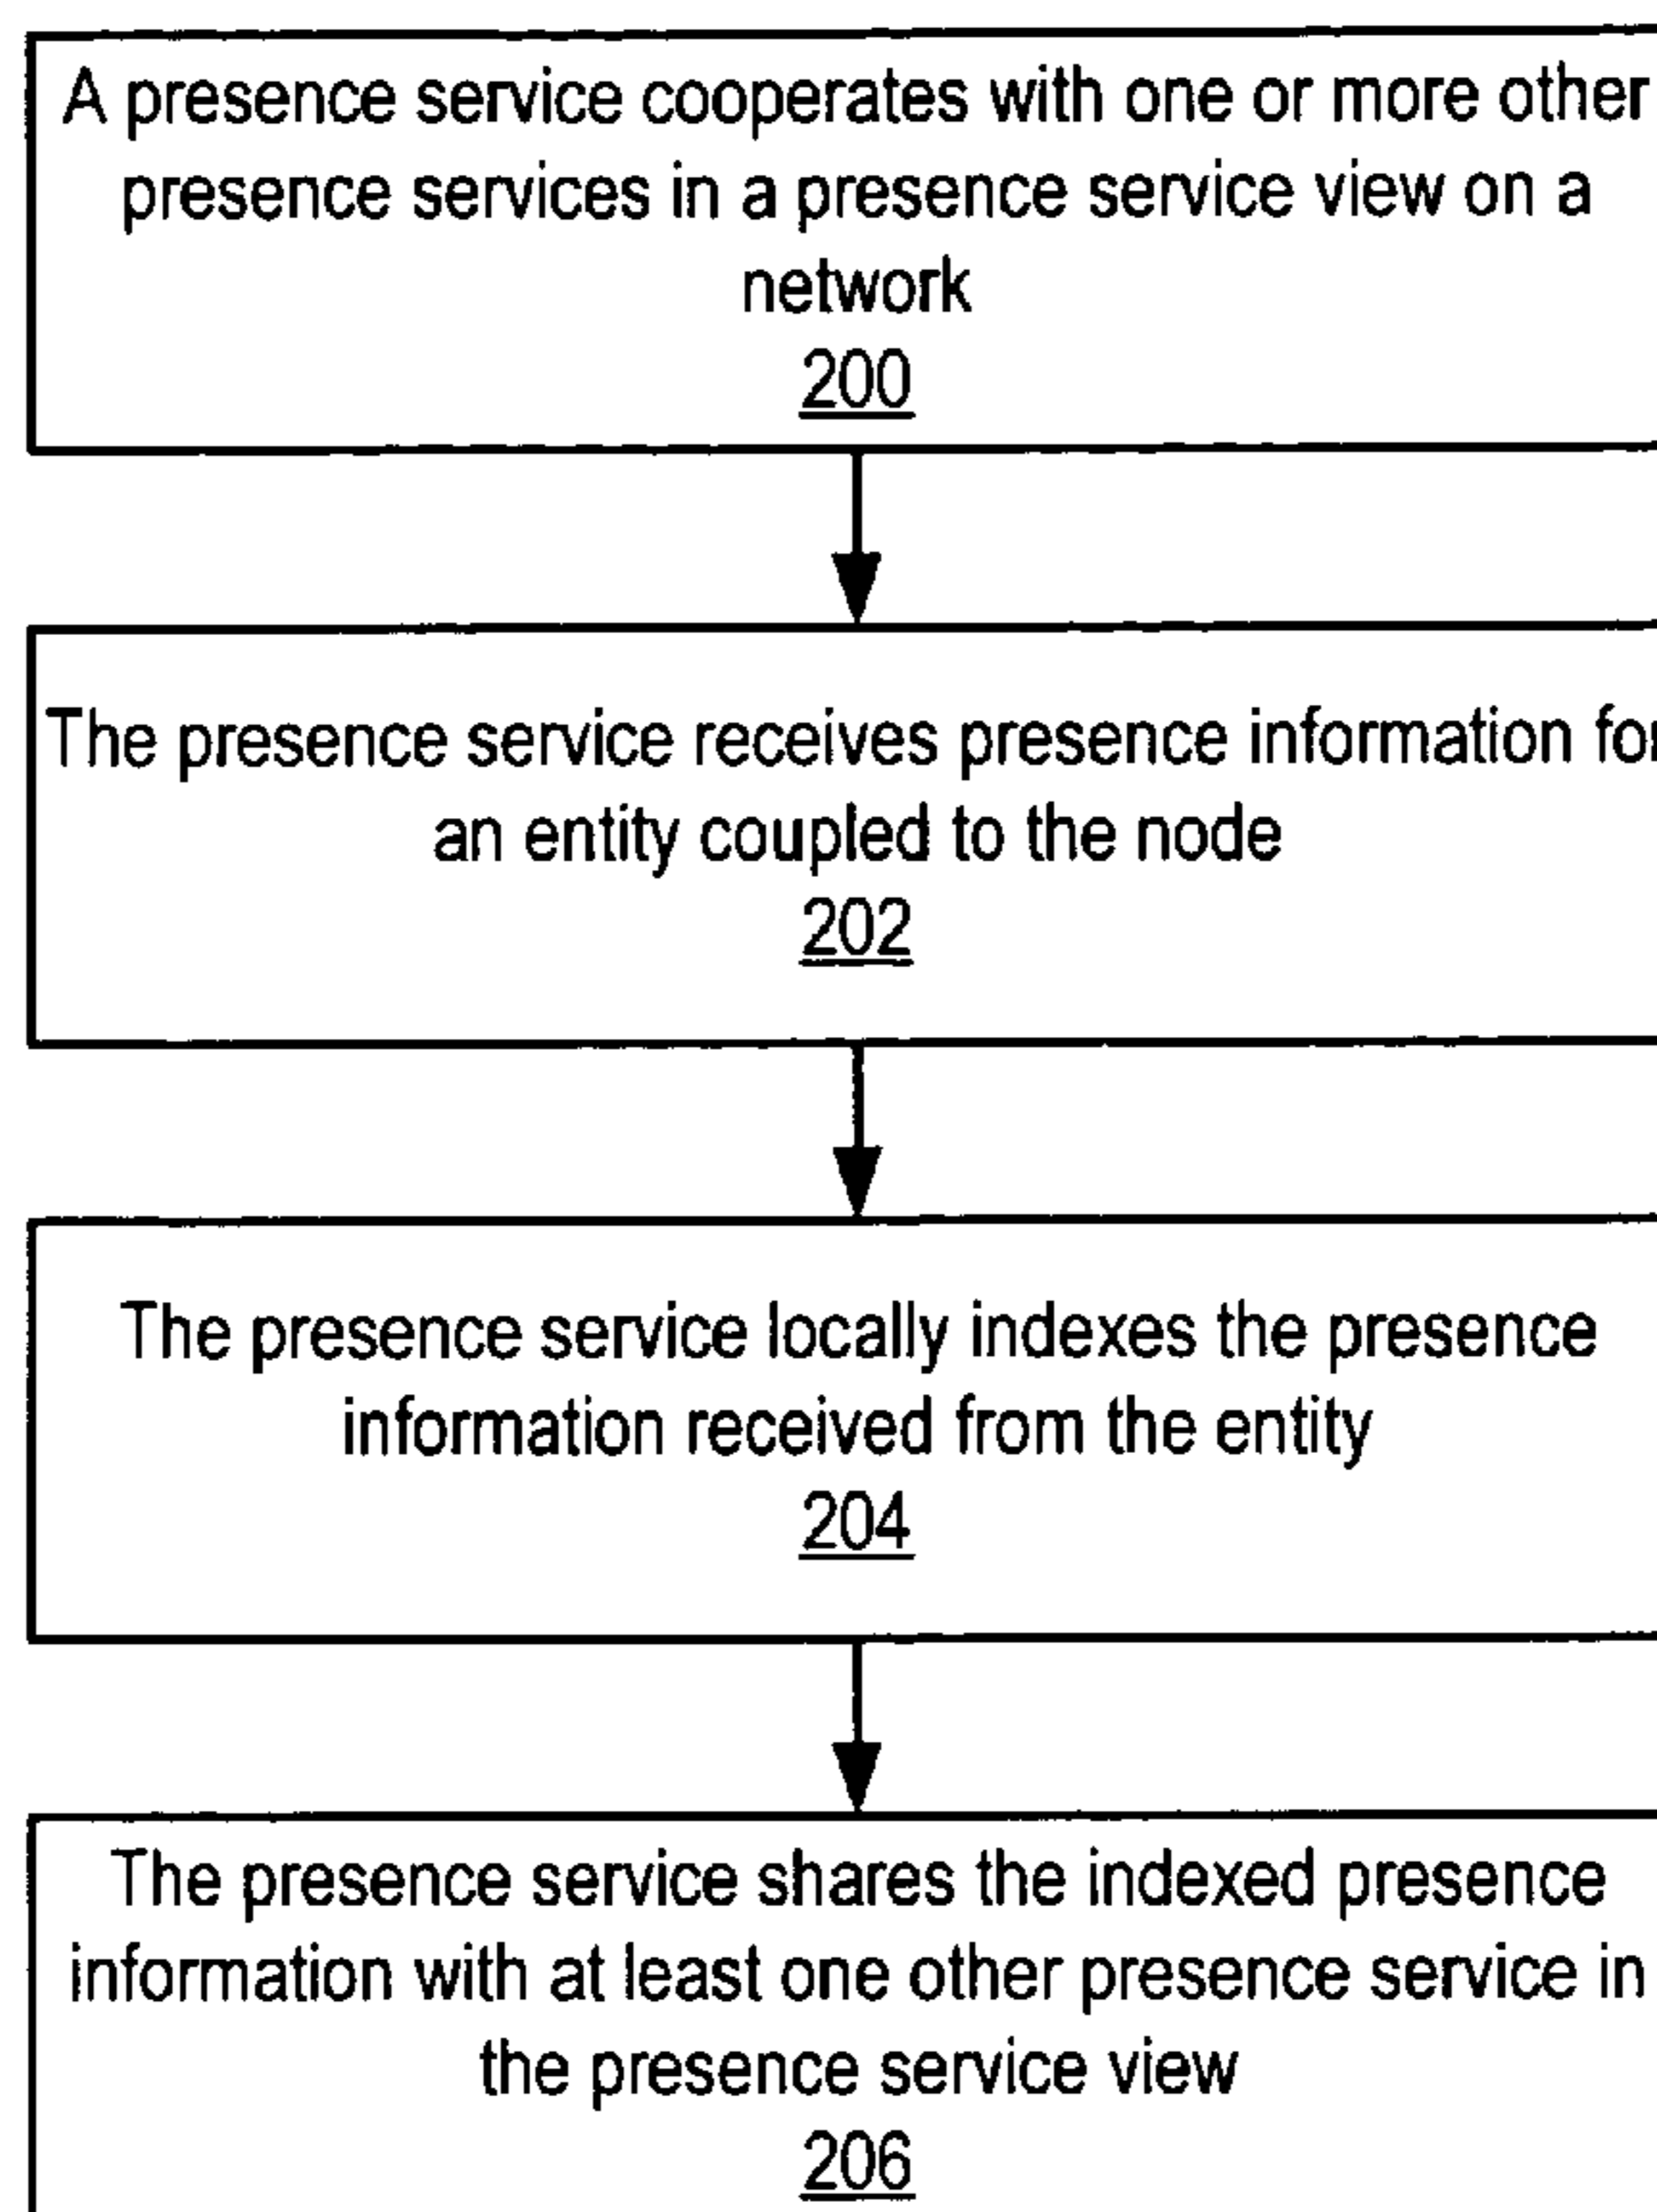 A presence service cooperates with one or more other
presence services in a presence service view on a
network
200
The presence service receives presence information for
an entity coupled to the node
202
The presence service locally indexes the presence
information received from the entity
204
The presence service shares the indexed presence
information with at least one other presence service in
the presence service view
206